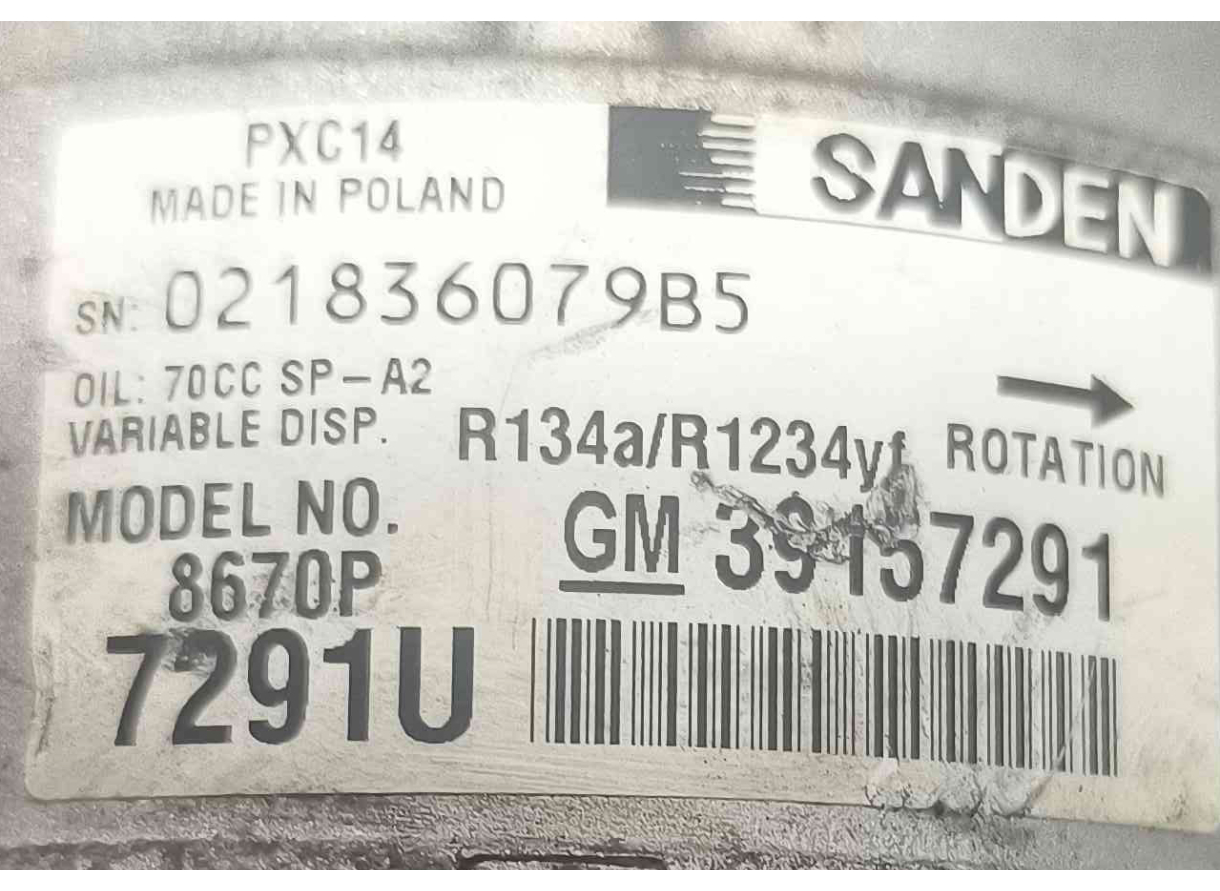 PXC14
MADE IN POLAND
SANDEN
SN: 021836079B5
OIL: 70CC SP-A2
VARIABLE DISP.
R134a/R1234yf
ROTATION
MODEL NO.
8670P
GM 39157291
7291U